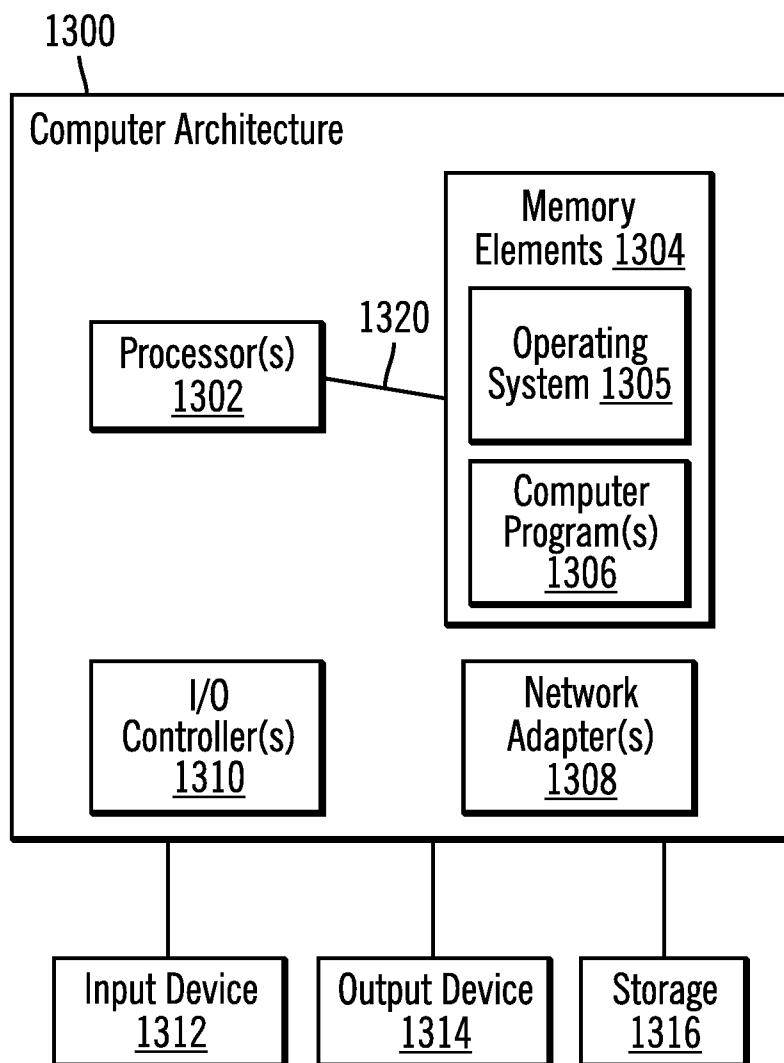 1300
Computer Architecture
Memory
Elements 1304
1320
Processor(s)
1302
Operating
System 1305
Computer
Program(s)
1306
I/O
Controller(s)
1310
Network
Adapter(s)
1308
Input Device
1312
Output Device
1314
Storage
1316